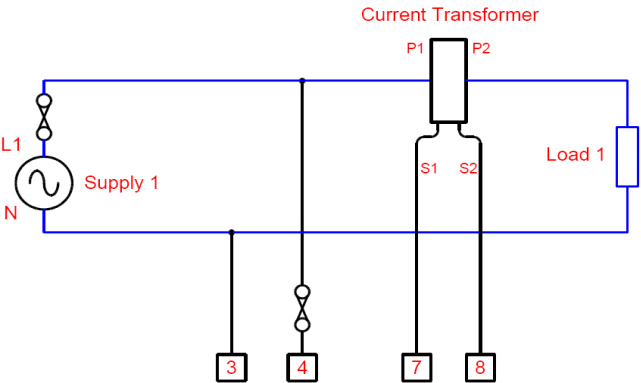 Current Transformer
P1 P2
L1
Supply 1
N
S1 S2
Load 1
3 4 7 8